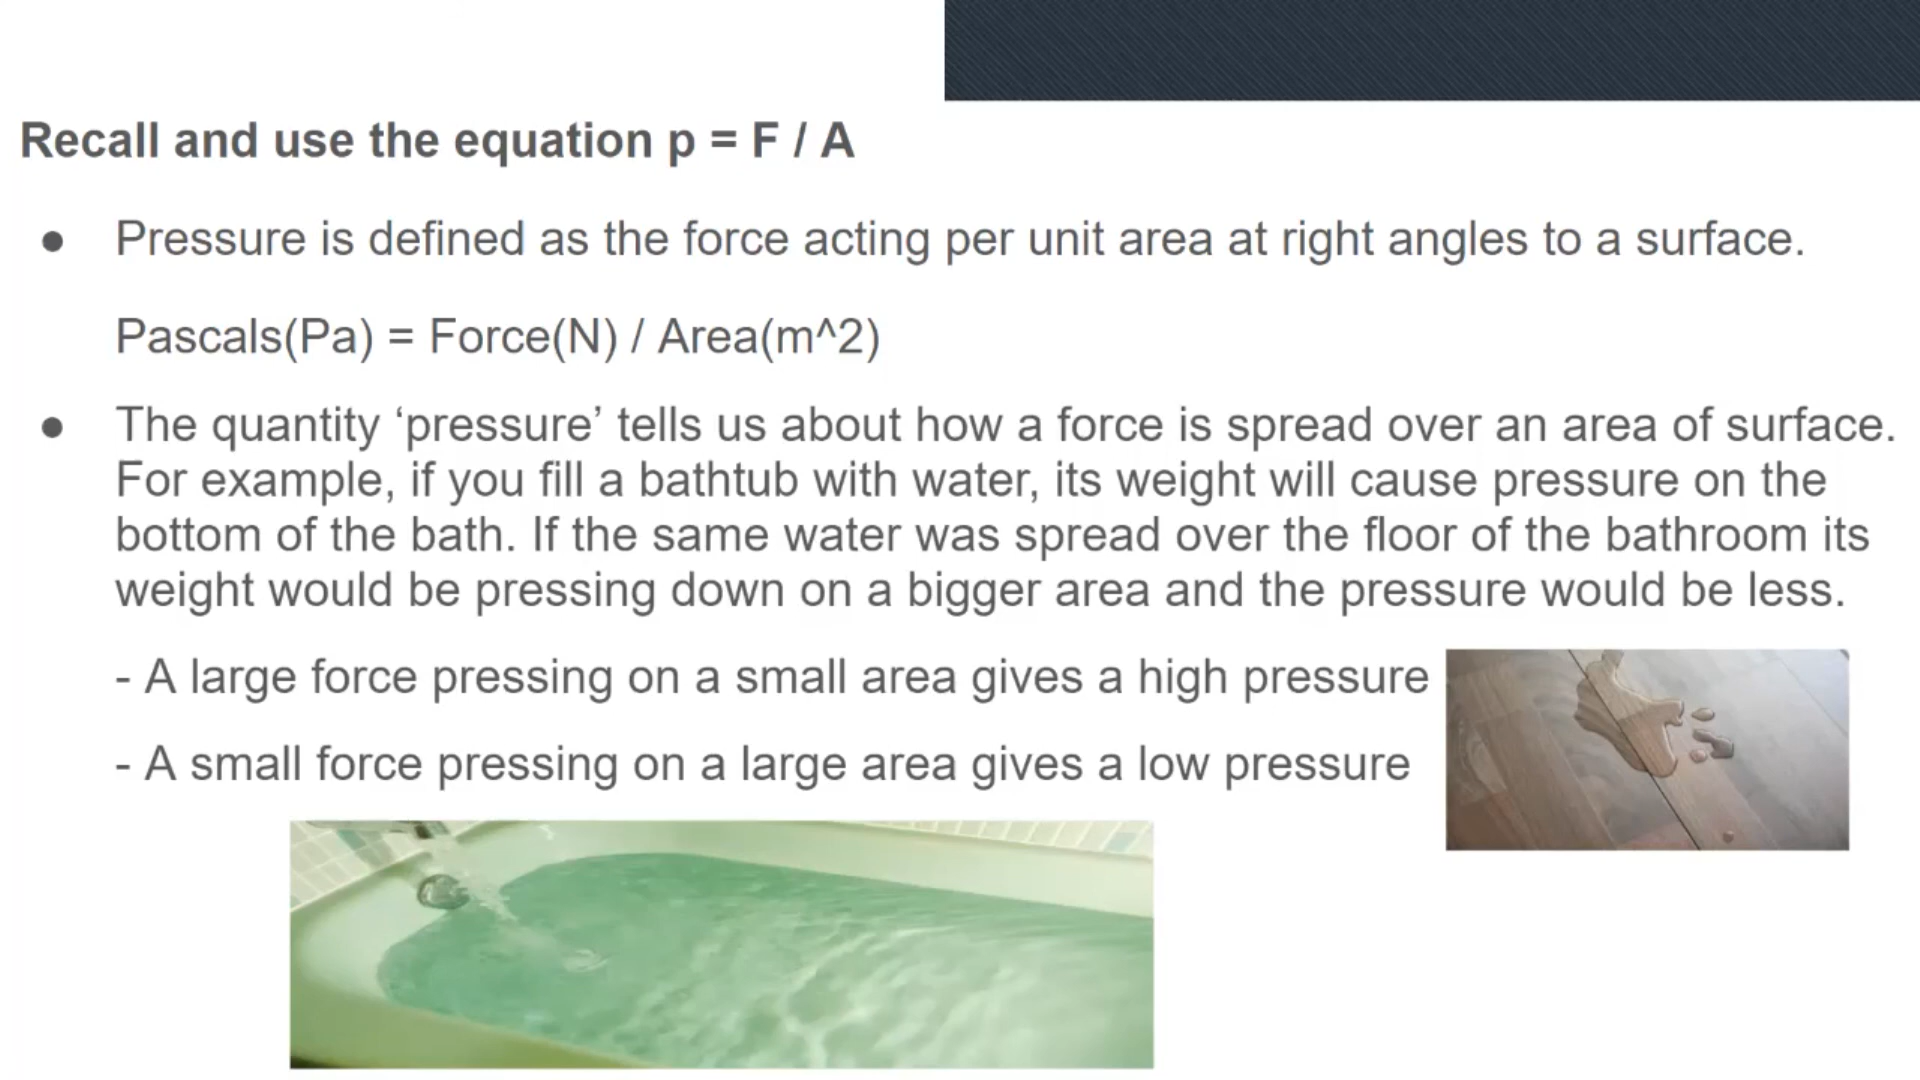 Recall and use the equation p = F / A
● Pressure is defined as the force acting per unit area at right angles to a surface.
Pascals(Pa) = Force(N) / Area(m^2)
● The quantity ‘pressure’ tells us about how a force is spread over an area of surface.
For example, if you fill a bathtub with water, its weight will cause pressure on the
bottom of the bath. If the same water was spread over the floor of the bathroom its
weight would be pressing down on a bigger area and the pressure would be less.
- A large force pressing on a small area gives a high pressure
- A small force pressing on a large area gives a low pressure